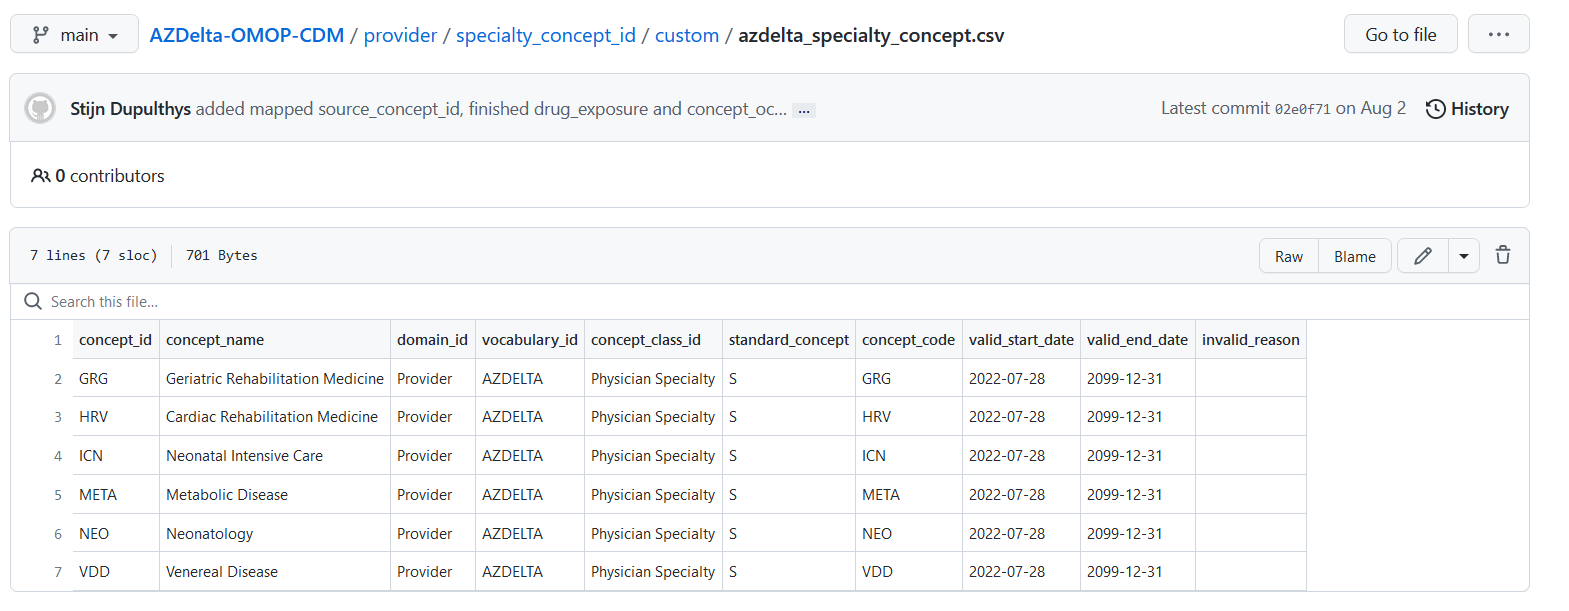 main AZDelta-OMOP-CDM / provider / specialty_concept_id / custom / azdelta_specialty_concept.csv Go to file ...
Stijn Dupulthys added mapped source_concept_id, finished drug_exposure and concept_oc... ... Latest commit 02e0f71 on Aug 2 History
0 contributors
7 lines (7 sloc) 701 Bytes Raw Blame
Search this file...
1 concept_id concept_name domain_id vocabulary_id concept_class_id standard_concept concept_code valid_start_date valid_end_date invalid_reason
2 GRG Geriatric Rehabilitation Medicine Provider AZDELTA Physician Specialty S GRG 2022-07-28 2099-12-31
3 HRV Cardiac Rehabilitation Medicine Provider AZDELTA Physician Specialty S HRV 2022-07-28 2099-12-31
4 ICN Neonatal Intensive Care Provider AZDELTA Physician Specialty S ICN 2022-07-28 2099-12-31
5 META Metabolic Disease Provider AZDELTA Physician Specialty S META 2022-07-28 2099-12-31
6 NEO Neonatology Provider AZDELTA Physician Specialty S NEO 2022-07-28 2099-12-31
7 VDD Venereal Disease Provider AZDELTA Physician Specialty S VDD 2022-07-28 2099-12-31